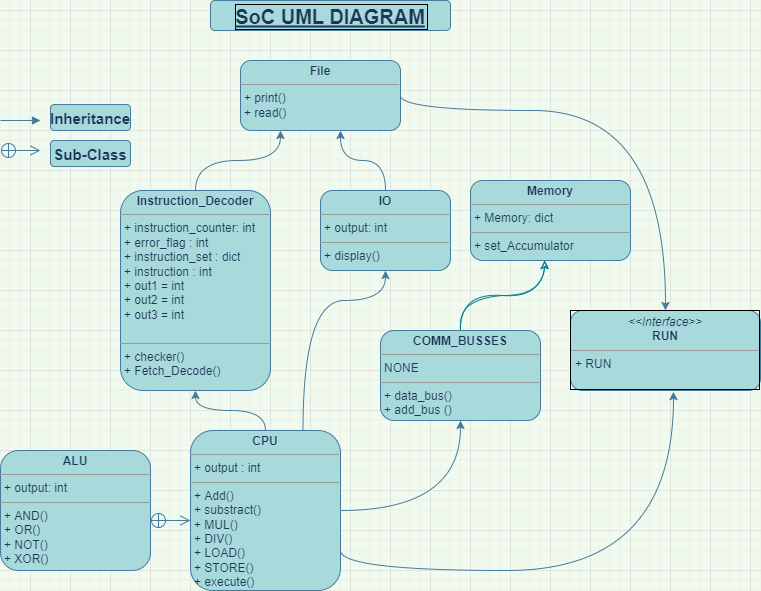 SoC UML DIAGRAM
File
+ print()
+ read()
Inheritance
Sub-Class
Instruction_Decoder
+ instruction_counter: int
+ error_flag : int
+ instruction_set : dict
+ instruction : int
+ out1 = int
+ out2 = int
+ out3 = int
+ checker()
+ Fetch_Decode()
IO
+ output: int
+ display()
Memory
+ Memory: dict
+ set_Accumulator
COMM_BUSSES
NONE
+ data_bus()
+ add_bus ()
<<Interface>>
RUN
+ RUN
ALU
+ output: int
+ AND()
+ OR()
+ NOT()
+ XOR()
CPU
+ output : int
+ Add()
+ substract()
+ MUL()
+ DIV()
+ LOAD()
+ STORE()
+ execute()